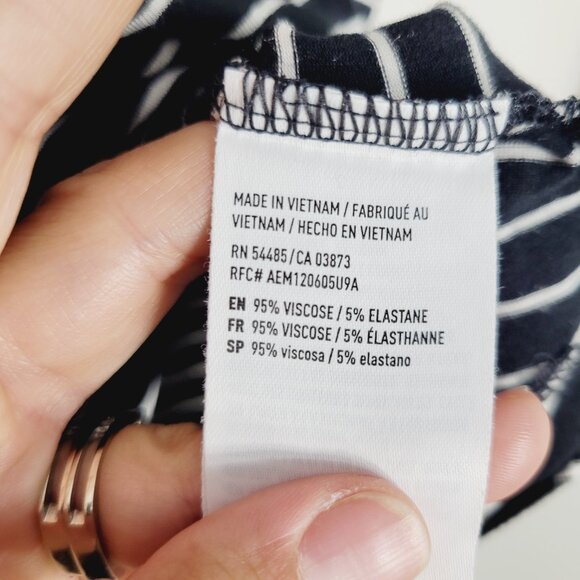 MADE IN VIETNAM / FABRIQUÉ AU
VIETNAM / HECHO EN VIETNAM
RN 54485 / CA 03873
RFC# AEM120605U9A
EN 95% VISCOSE / 5% ELASTANE
FR 95% VISCOSE / 5% ÉLASTHANNE
SP 95% viscosa / 5% elastano